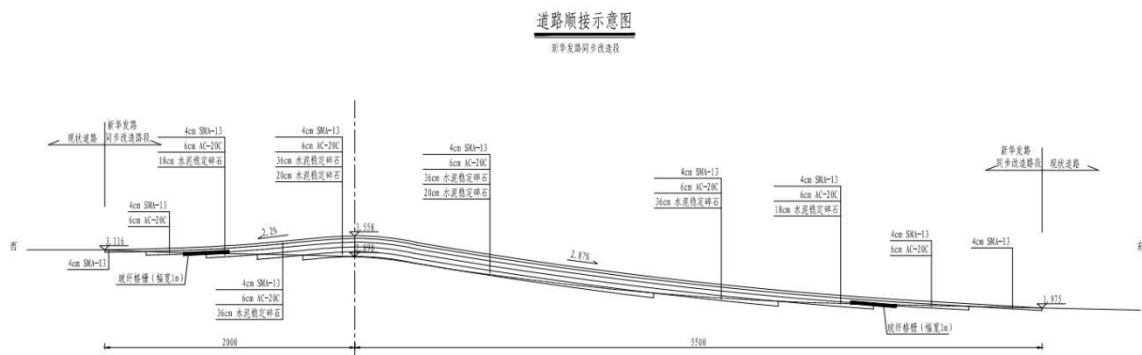 道路顺接示意图
新华发路同步改造段
新华发路
现状道路
同步改造路段
4cm SMA-13
6cm AC-20C
18cm 水泥稳定碎石
4cm SMA-13
6cm AC-20C
36cm 水泥稳定碎石
20cm 水泥稳定碎石
4cm SMA-13
6cm AC-20C
36cm 水泥稳定碎石
20cm 水泥稳定碎石
4cm SMA-13
6cm AC-20C
36cm 水泥稳定碎石
4cm SMA-13
6cm AC-20C
18cm 水泥稳定碎石
新华发路
同步改造路段
现状道路
4cm SMA-13
6cm AC-20C
4cm SMA-13
6cm AC-20C
4cm SMA-13
西
3.116
2.2%
3.558
2.898
2.87%
1.975
东
4cm SMA-13
玻纤格栅(幅宽1m)
4cm SMA-13
6cm AC-20C
36cm 水泥稳定碎石
玻纤格栅(幅宽1m)
2000
5500